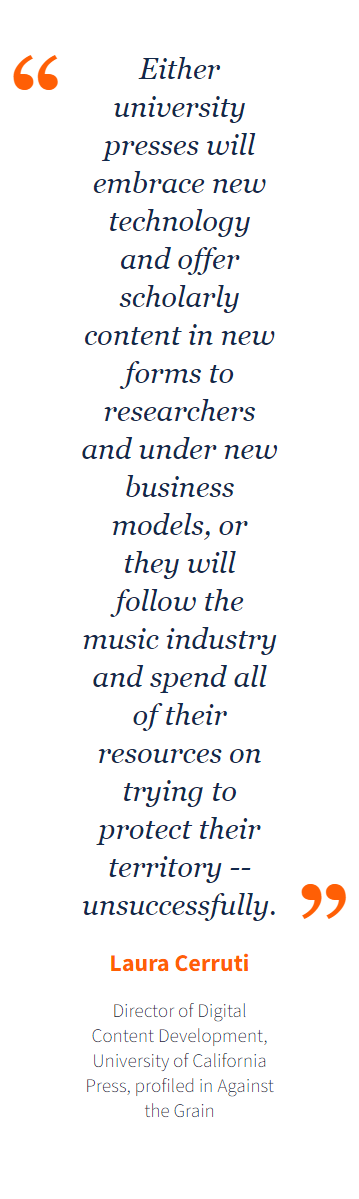 “ Either
university
presses will
embrace new
technology
and offer
scholarly
content in new
forms to
researchers
and under new
business
models, or
they will
follow the
music industry
and spend all
of their
resources on
trying to
protect their
territory --
unsuccessfully. ”
Laura Cerruti
Director of Digital
Content Development,
University of California
Press, profiled in Against
the Grain